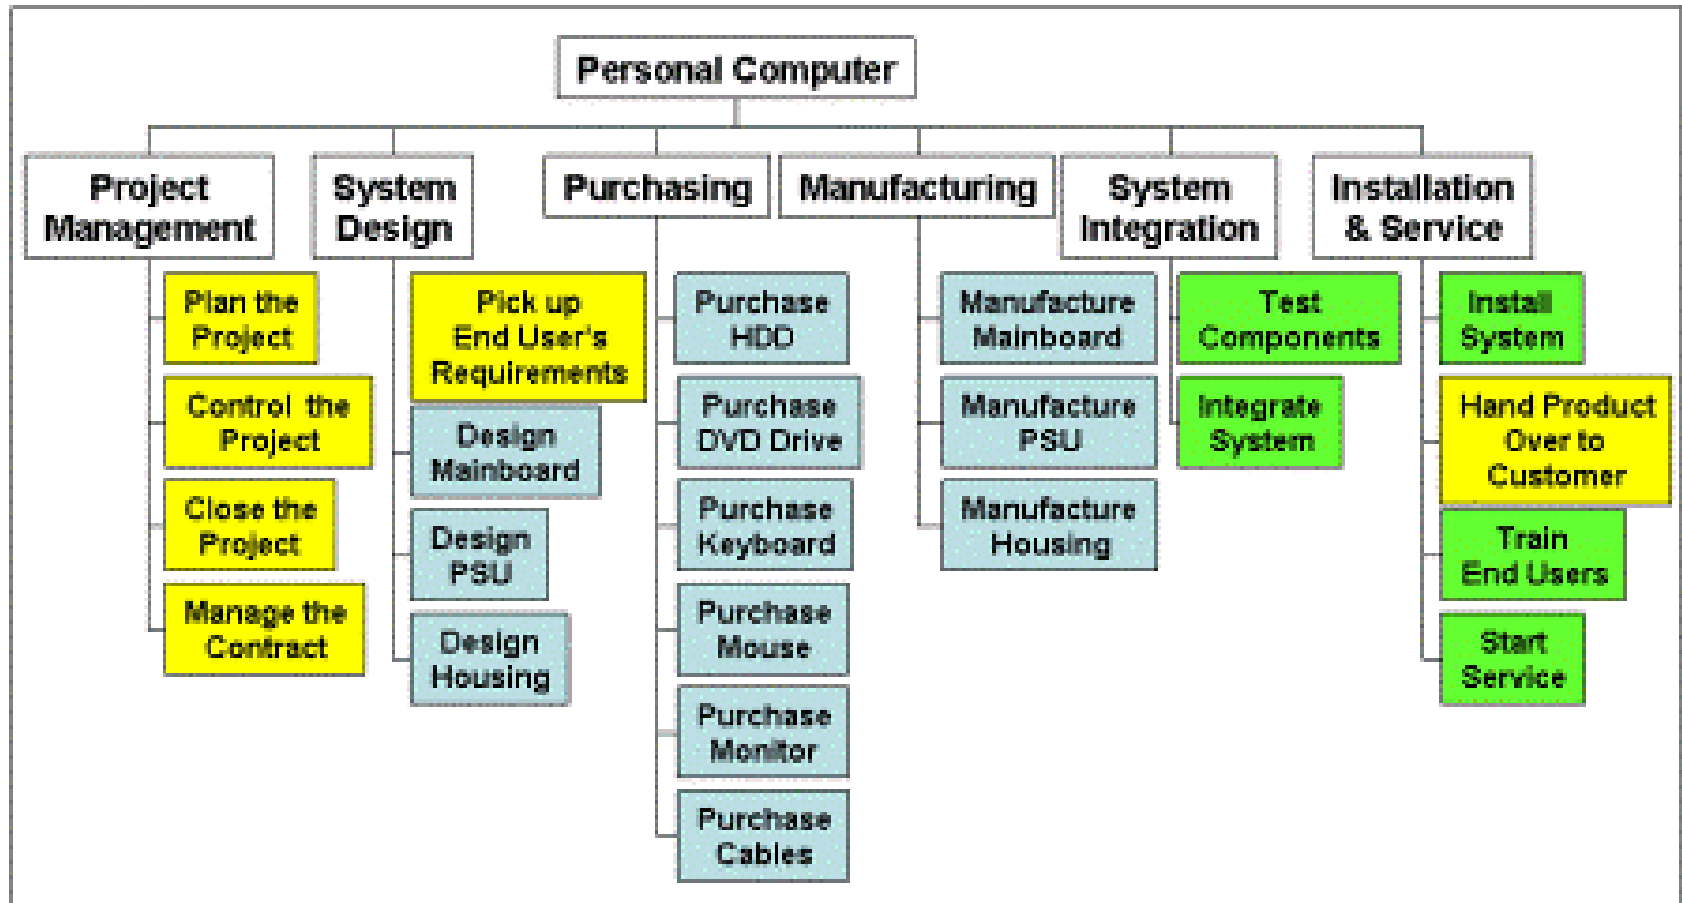 Personal Computer
Project
Management
System
Design
Purchasing
Manufacturing
System
Integration
Installation
& Service
Plan the
Project
Control the
Project
Close the
Project
Manage the
Contract
Pick up
End User's
Requirements
Design
Mainboard
Design
PSU
Design
Housing
Purchase
HDD
Purchase
DVD Drive
Purchase
Keyboard
Purchase
Mouse
Purchase
Monitor
Purchase
Cables
Manufacture
Mainboard
Manufacture
PSU
Manufacture
Housing
Test
Components
Integrate
System
Install
System
Hand Product
Over to
Customer
Train
End Users
Start
Service